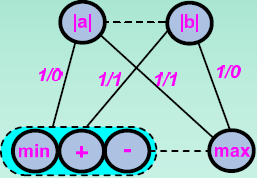 |a| |b|
1/0 1/1 1/1 1/0
min + - max